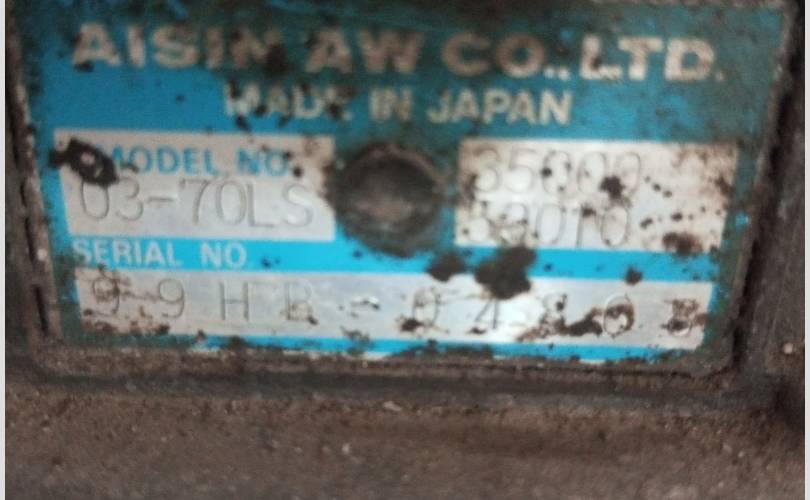 AISIN AW CO., LTD.
MADE IN JAPAN
MODEL NO.
03-70LS
35000
SERIAL NO